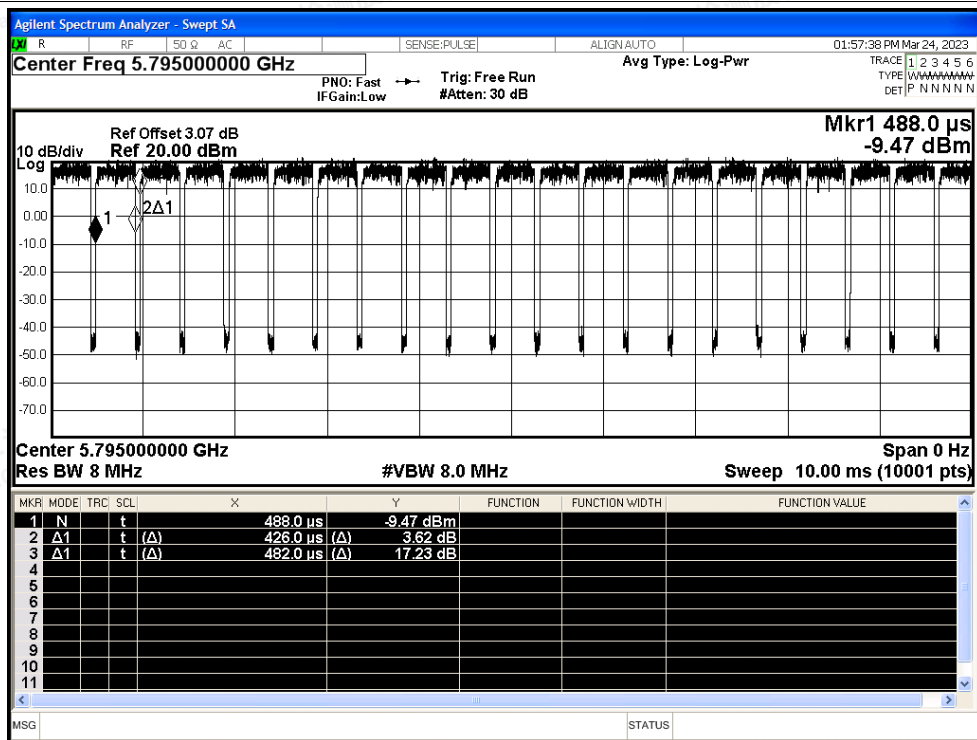 Agilent Spectrum Analyzer - Swept SA
LXI R RF 50 Ω AC SENSE:PULSE ALIGN AUTO 01:57:38 PM Mar 24, 2023
Center Freq 5.795000000 GHz
PNO: Fast
IFGain:Low
Trig: Free Run
#Atten: 30 dB
Avg Type: Log-Pwr
TRACE 1 2 3 4 5 6
TYPE
DET P N N N N N
Mkr1 488.0 µs
-9.47 dBm
Ref Offset 3.07 dB
10 dB/div Ref 20.00 dBm
Log
10.0
0.00
-10.0
-20.0
-30.0
-40.0
-50.0
-60.0
-70.0
1
2Δ1
Center 5.795000000 GHz Span 0 Hz
Res BW 8 MHz #VBW 8.0 MHz Sweep 10.00 ms (10001 pts)
MKR MODE TRC SCL X Y FUNCTION FUNCTION WIDTH FUNCTION VALUE
1 N t 488.0 µs -9.47 dBm
2 Δ1 t (Δ) 426.0 µs (Δ) 3.62 dB
3 Δ1 t (Δ) 482.0 µs (Δ) 17.23 dB
4
5
6
7
8
9
10
11
MSG STATUS